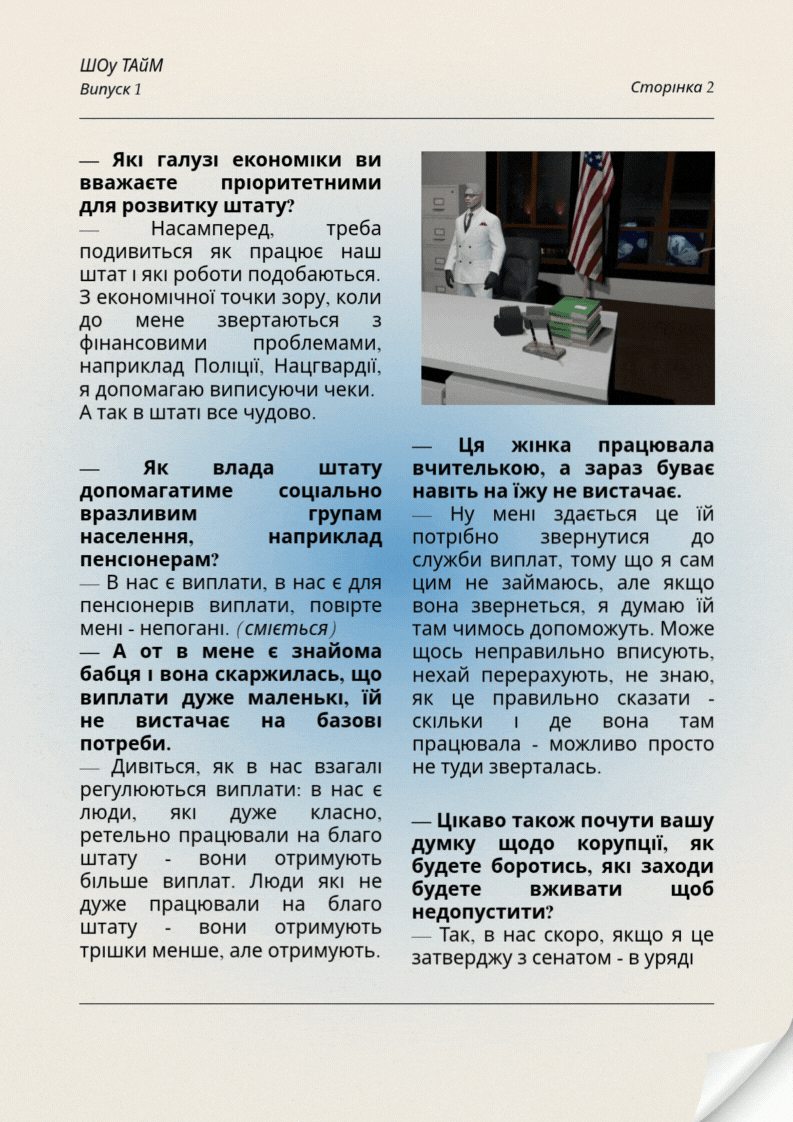 ШОу ТАйМ
Випуск 1
Сторінка 2
— Які галузі економіки ви
вважаєте пріоритетними
для розвитку штату?
— Насамперед, треба
подивиться як працює наш
штат і які роботи подобаються.
З економічної точки зору, коли
до мене звертаються з
фінансовими проблемами,
наприклад Поліції, Нацгвардії,
я допомагаю виписуючи чеки.
А так в штаті все чудово.
— Як влада штату
допомагатиме соціально
вразливим групам
населення, наприклад
пенсіонерам?
— В нас є виплати, в нас є для
пенсіонерів виплати, повірте
мені - непогані. (сміється)
— А от в мене є знайома
бабця і вона скаржилась, що
виплати дуже маленькі, їй
не вистачає на базові
потреби.
— Дивіться, як в нас взагалі
регулюються виплати: в нас є
люди, які дуже класно,
ретельно працювали на благо
штату - вони отримують
більше виплат. Люди які не
дуже працювали на благо
штату - вони отримують
трішки менше, але отримують.
— Ця жінка працювала
вчителькою, а зараз буває
навіть на їжу не вистачає.
— Ну мені здається це їй
потрібно звернутися до
служби виплат, тому що я сам
цим не займаюсь, але якщо
вона звернеться, я думаю їй
там чимось допоможуть. Може
щось неправильно вписують,
нехай перерахують, не знаю,
як це правильно сказати -
скільки і де вона там
працювала - можливо просто
не туди зверталась.
— Цікаво також почути вашу
думку щодо корупції, як
будете боротись, які заходи
будете вживати щоб
недопустити?
— Так, в нас скоро, якщо я це
затверджу з сенатом - в уряді